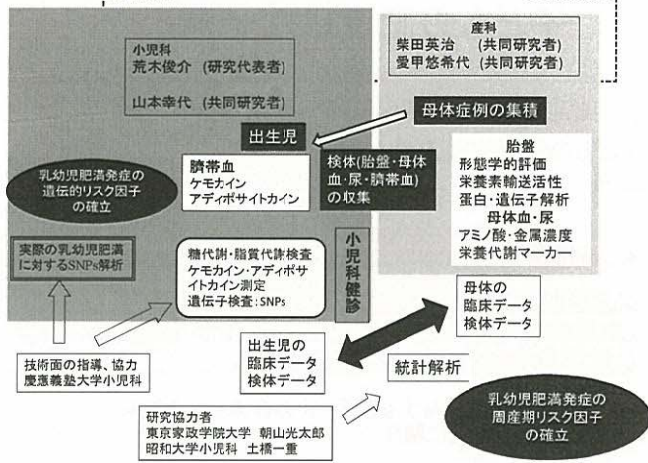 小児科
荒木俊介 (研究代表者)
山本幸代 (共同研究者)
産科
柴田英治 (共同研究者)
愛甲悠希代 (共同研究者)
母体症例の集積
出生児
乳幼児肥満発症の
遺伝的リスク因子
の確立
臍帯血
ケモカイン
アディポサイトカイン
検体(胎盤・母体
血・尿・臍帯血)
の収集
胎盤
形態学的評価
栄養素輸送活性
蛋白・遺伝子解析
母体血・尿
アミノ酸・金属濃度
栄養代謝マーカー
実際の乳幼児肥満
に対するSNPs解析
糖代謝・脂質代謝検査
ケモカイン・アディポサ
イトカイン測定
遺伝子検査：SNPs
小児科健診
母体の
臨床データ
検体データ
技術面の指導、協力
慶應義塾大学小児科
出生児の
臨床データ
検体データ
統計解析
研究協力者
東京家政学院大学 朝山光太郎
昭和大学小児科 土橋一重
乳幼児肥満発症の
周産期リスク因子
の確立